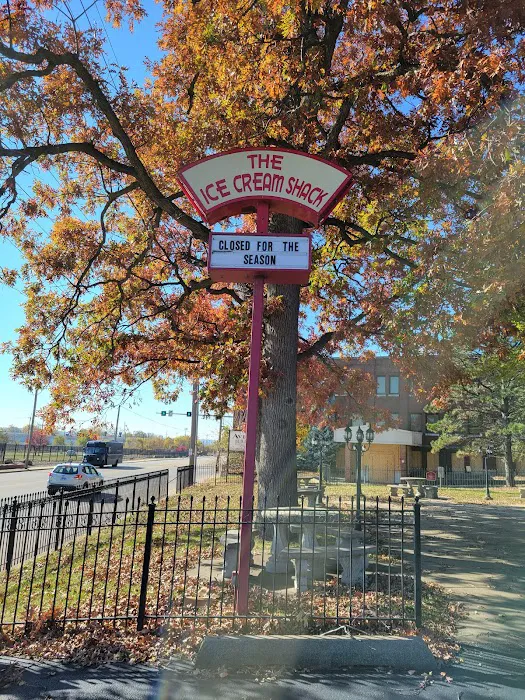 THE
ICE CREAM SHACK
CLOSED FOR THE
SEASON